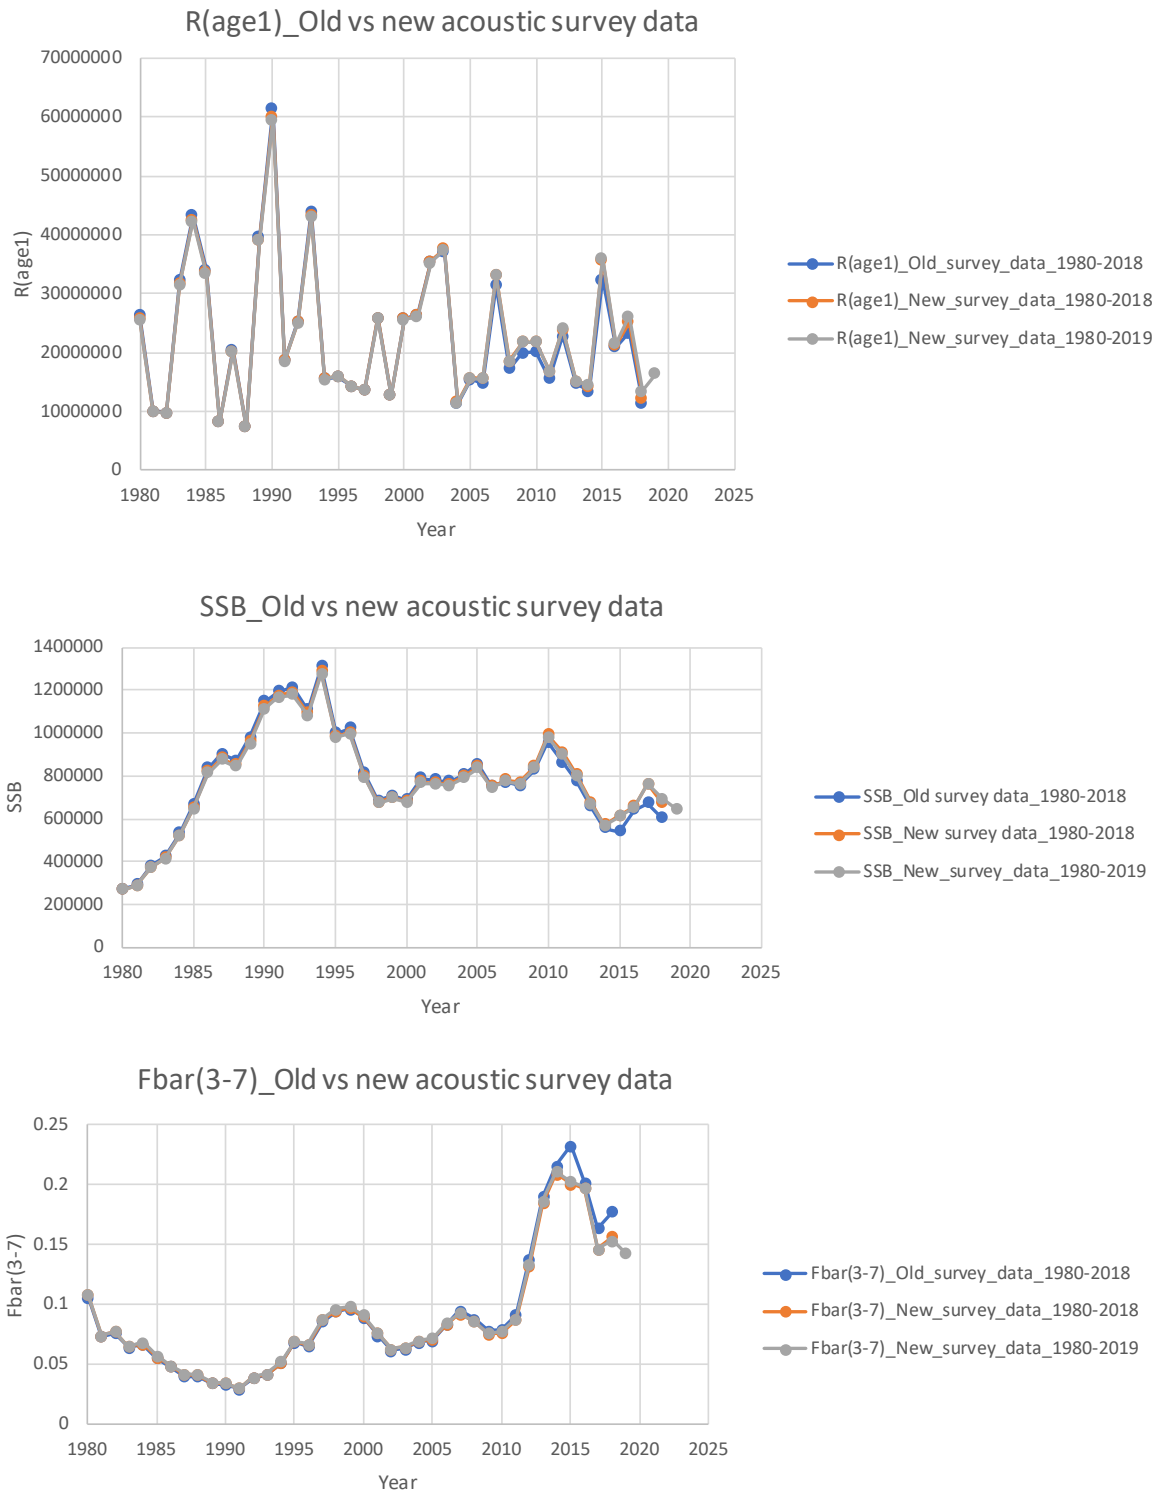 R(age1)_Old vs new acoustic survey data
70000000
60000000
50000000
40000000
30000000
20000000
10000000
0
R(age1)
1980 1985 1990 1995 2000 2005 2010 2015 2020 2025
Year
R(age1)_Old_survey_data_1980-2018
R(age1)_New_survey_data_1980-2018
R(age1)_New_survey_data_1980-2019
SSB_Old vs new acoustic survey data
1400000
1200000
1000000
800000
600000
400000
200000
0
SSB
1980 1985 1990 1995 2000 2005 2010 2015 2020 2025
Year
SSB_Old survey data_1980-2018
SSB_New survey data_1980-2018
SSB_New_survey_data_1980-2019
Fbar(3-7)_Old vs new acoustic survey data
0.25
0.2
0.15
0.1
0.05
0
Fbar(3-7)
1980 1985 1990 1995 2000 2005 2010 2015 2020 2025
Year
Fbar(3-7)_Old_survey_data_1980-2018
Fbar(3-7)_New_survey_data_1980-2018
Fbar(3-7)_New_survey_data_1980-2019